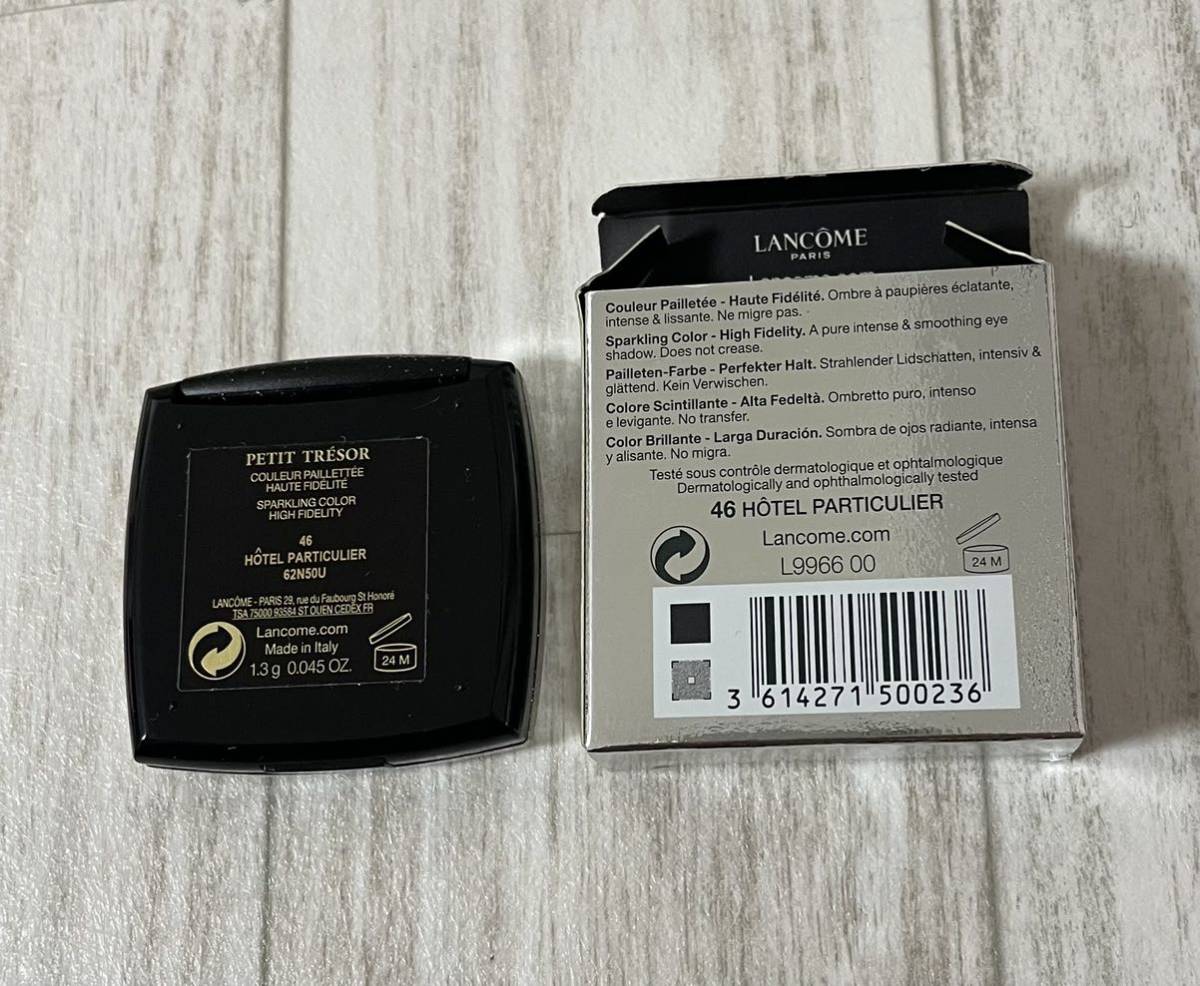 PETIT TRÉSOR
COULEUR PAILLETTÉE
HAUTE FIDÉLITÉ
SPARKLING COLOR
HIGH FIDELITY
46
HÔTEL PARTICULIER
62N50U
LANCÔME - PARIS 29, rue du Faubourg St Honoré
TSA 75000 93584 ST OUEN CEDEX FR
Lancome.com
Made in Italy
1.3 g 0.045 OZ.
24 M
LANCÔME
PARIS
Couleur Pailletée - Haute Fidélité. Ombre à paupières éclatante,
intense & lissante. Ne migre pas.
Sparkling Color - High Fidelity. A pure intense & smoothing eye
shadow. Does not crease.
Pailleten-Farbe - Perfekter Halt. Strahlender Lidschatten, intensiv &
glättend. Kein Verwischen.
Colore Scintillante - Alta Fedeltà. Ombretto puro, intenso
e levigante. No transfer.
Color Brillante - Larga Duración. Sombra de ojos radiante, intensa
y alisante. No migra.
Testé sous contrôle dermatologique et ophtalmologique
Dermatologically and ophthalmologically tested
46 HÔTEL PARTICULIER
Lancome.com
L9966 00
24 M
3 614271 500236